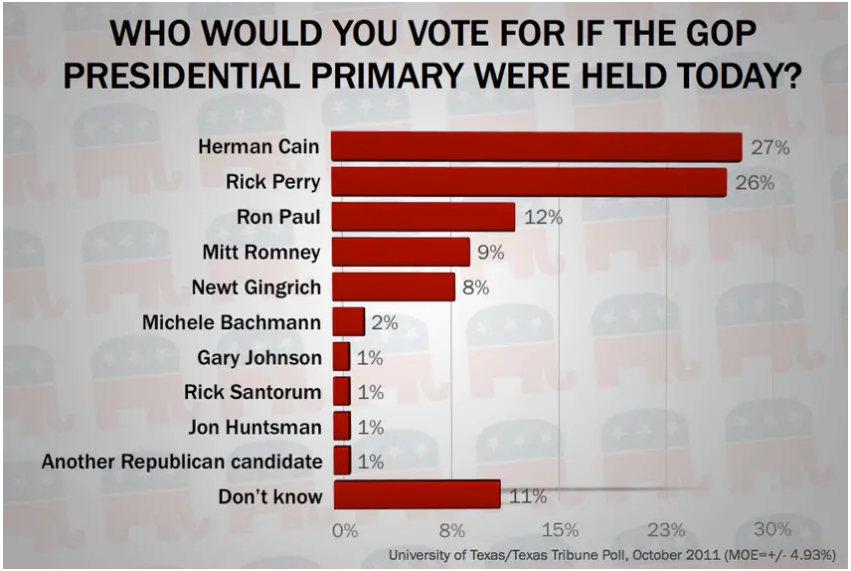 WHO WOULD YOU VOTE FOR IF THE GOP
PRESIDENTIAL PRIMARY WERE HELD TODAY?
Herman Cain 27%
Rick Perry 26%
Ron Paul 12%
Mitt Romney 9%
Newt Gingrich 8%
Michele Bachmann 2%
Gary Johnson 1%
Rick Santorum 1%
Jon Huntsman 1%
Another Republican candidate 1%
Don't know 11%
0% 8% 15% 23% 30%
University of Texas/Texas Tribune Poll, October 2011 (MOE=+/- 4.93%)